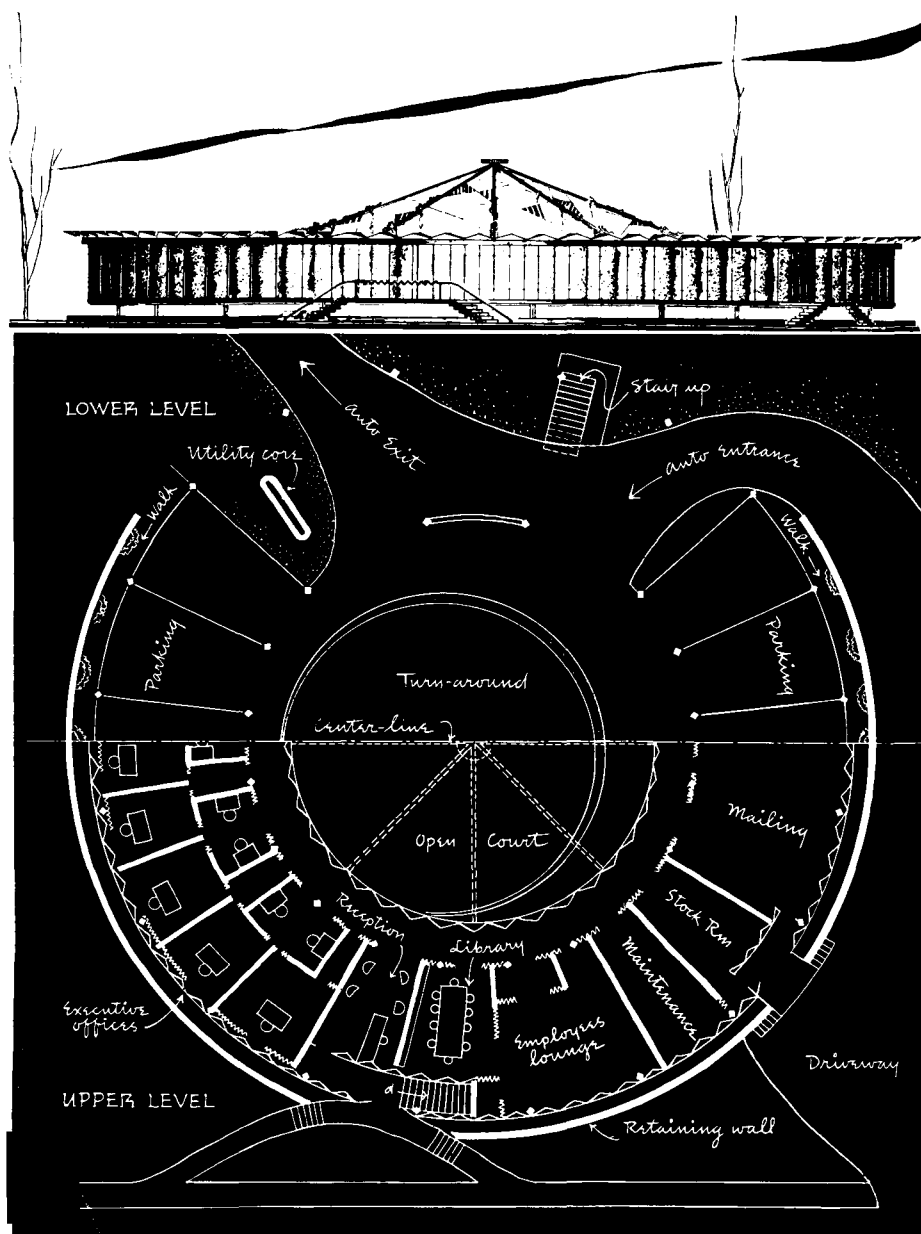 Stair up
LOWER LEVEL
Auto Exit
Utility core
Auto Entrance
Walk
Walk
Parking
Parking
Turn-around
Center-line
Mailing
Open Court
Reception
Stock Rm
Library
Maintenance
Executive
offices
Employees
lounge
Driveway
d
UPPER LEVEL
Retaining wall